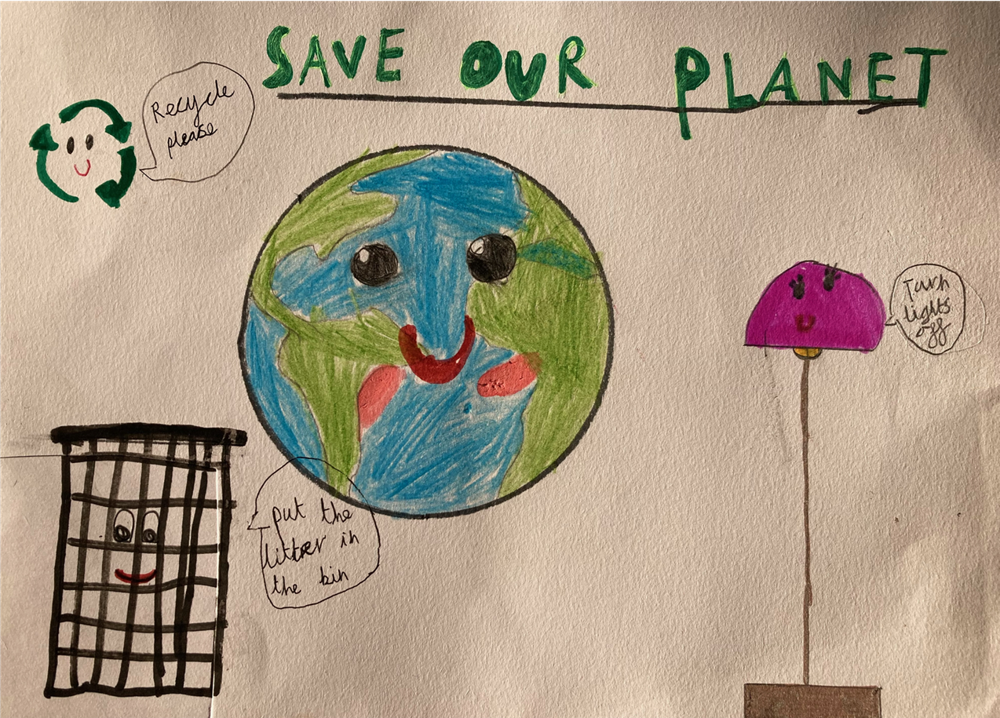 SAVE OUR PLANET
Recycle
please
Turn
lights
off
put the
litter in
the bin